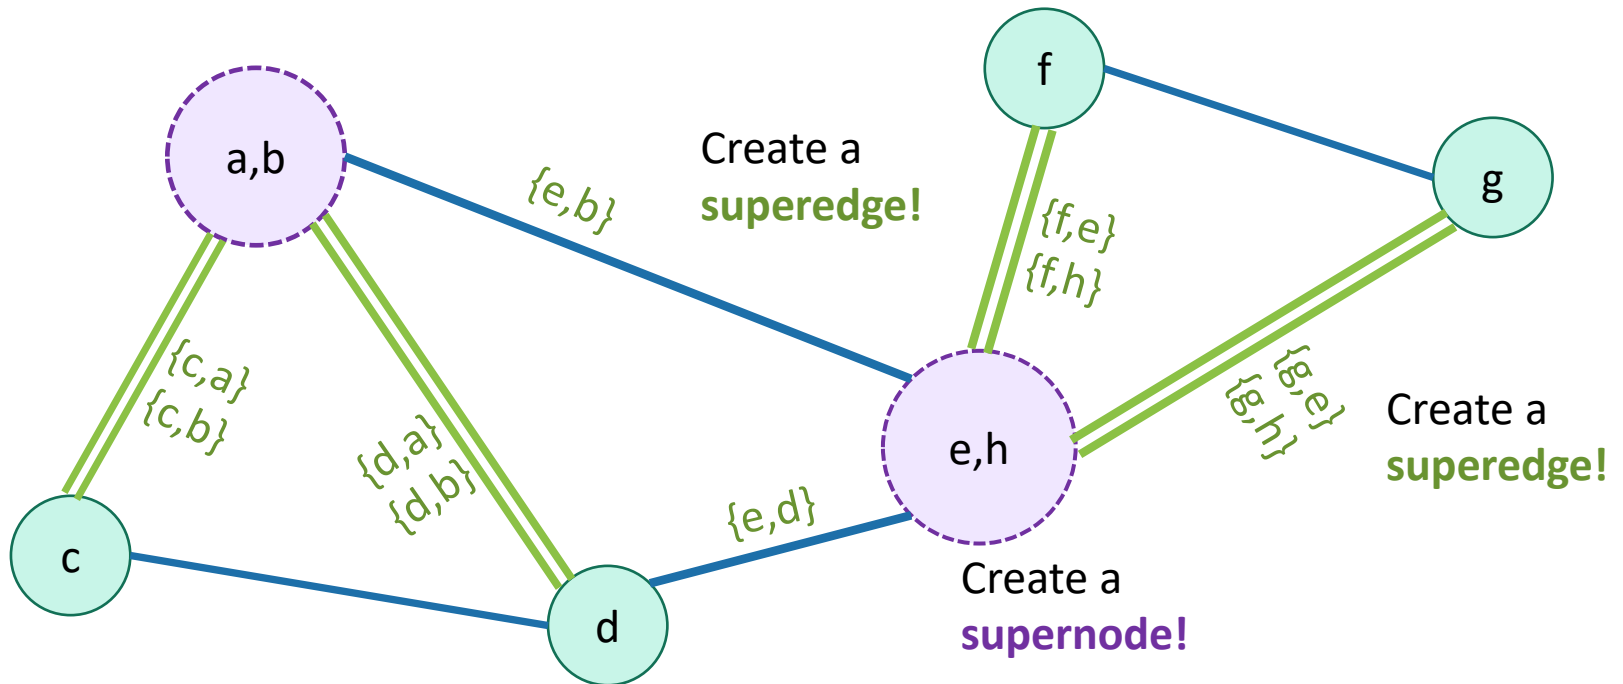 f
a,b
Create a
superedge!
{e,b}
g
{f,e}
{f,h}
{c,a}
{c,b}
{g,e}
{g,h}
Create a
superedge!
{d,a}
{d,b}
e,h
{e,d}
c
Create a
supernode!
d